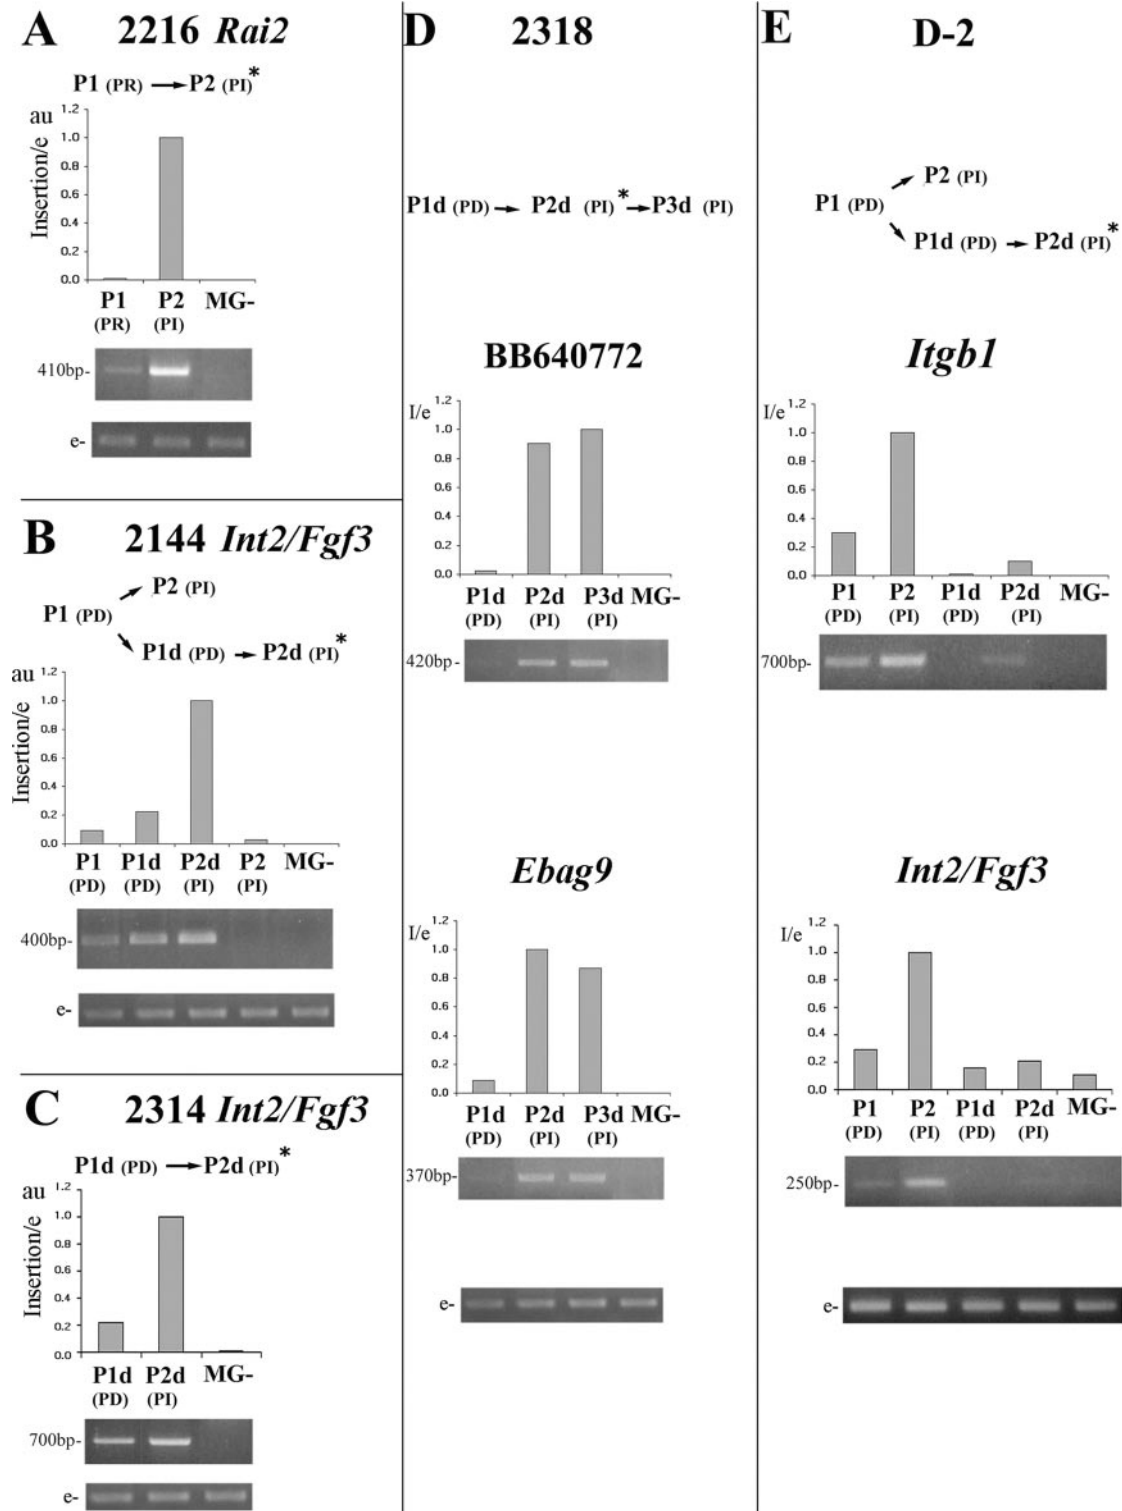 A 2216 Rai2
P1 (PR) → P2 (PI)*
au
Insertion/e
1.2
1.0
0.8
0.6
0.4
0.2
0.0
P1 P2 MG-
(PR) (PI)
410bp-
e-
B 2144 Int2/Fgf3
P2 (PI)
P1 (PD)
P1d (PD) → P2d (PI)*
au
Insertion/e
1.2
1.0
0.8
0.6
0.4
0.2
0.0
P1 P1d P2d P2 MG-
(PD) (PD) (PI) (PI)
400bp-
e-
C 2314 Int2/Fgf3
P1d (PD) → P2d (PI)*
au
Insertion/e
1.2
1.0
0.8
0.6
0.4
0.2
0.0
P1d P2d MG-
(PD) (PI)
700bp-
e-
D 2318
P1d (PD) → P2d (PI)* → P3d (PI)
BB640772
I/e
1.2
1.0
0.8
0.6
0.4
0.2
0.0
P1d P2d P3d MG-
(PD) (PI) (PI)
420bp-
Ebag9
I/e
1.2
1.0
0.8
0.6
0.4
0.2
0.0
P1d P2d P3d MG-
(PD) (PI) (PI)
370bp-
e-
E D-2
P2 (PI)
P1 (PD)
P1d (PD) → P2d (PI)*
Itgb1
I/e
1.2
1.0
0.8
0.6
0.4
0.2
0.0
P1 P2 P1d P2d MG-
(PD) (PI) (PD) (PI)
700bp-
Int2/Fgf3
I/e
1.2
1.0
0.8
0.6
0.4
0.2
0.0
P1 P2 P1d P2d MG-
(PD) (PI) (PD) (PI)
250bp-
e-